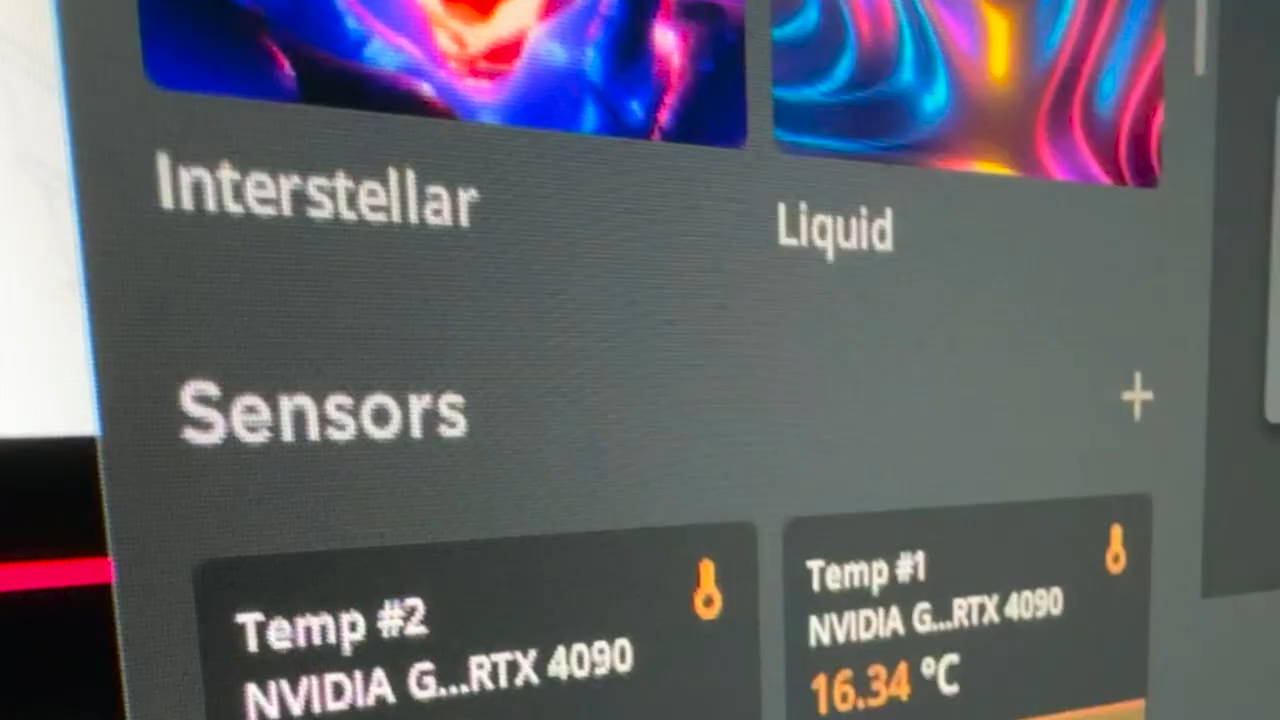 Interstellar
Liquid
Sensors
+
Temp #2
NVIDIA G...RTX 4090
Temp #1
NVIDIA G...RTX 4090
16.34 °C